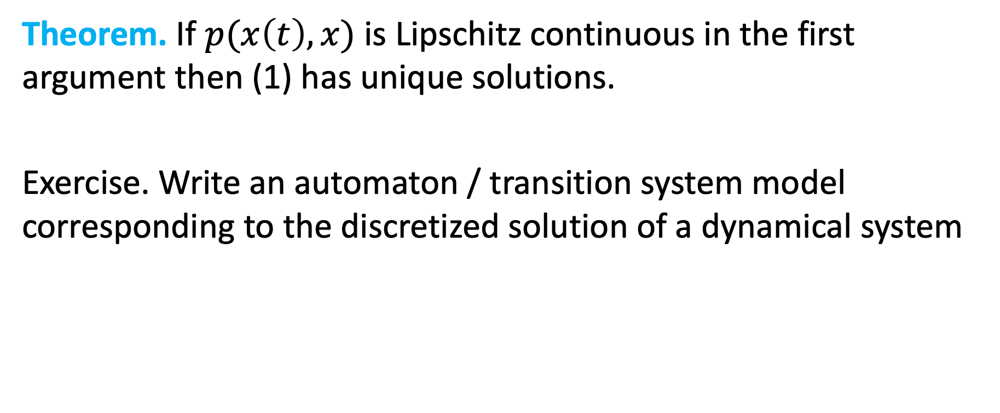 Theorem. If p(x(t), x) is Lipschitz continuous in the first
argument then (1) has unique solutions.
Exercise. Write an automaton / transition system model
corresponding to the discretized solution of a dynamical system